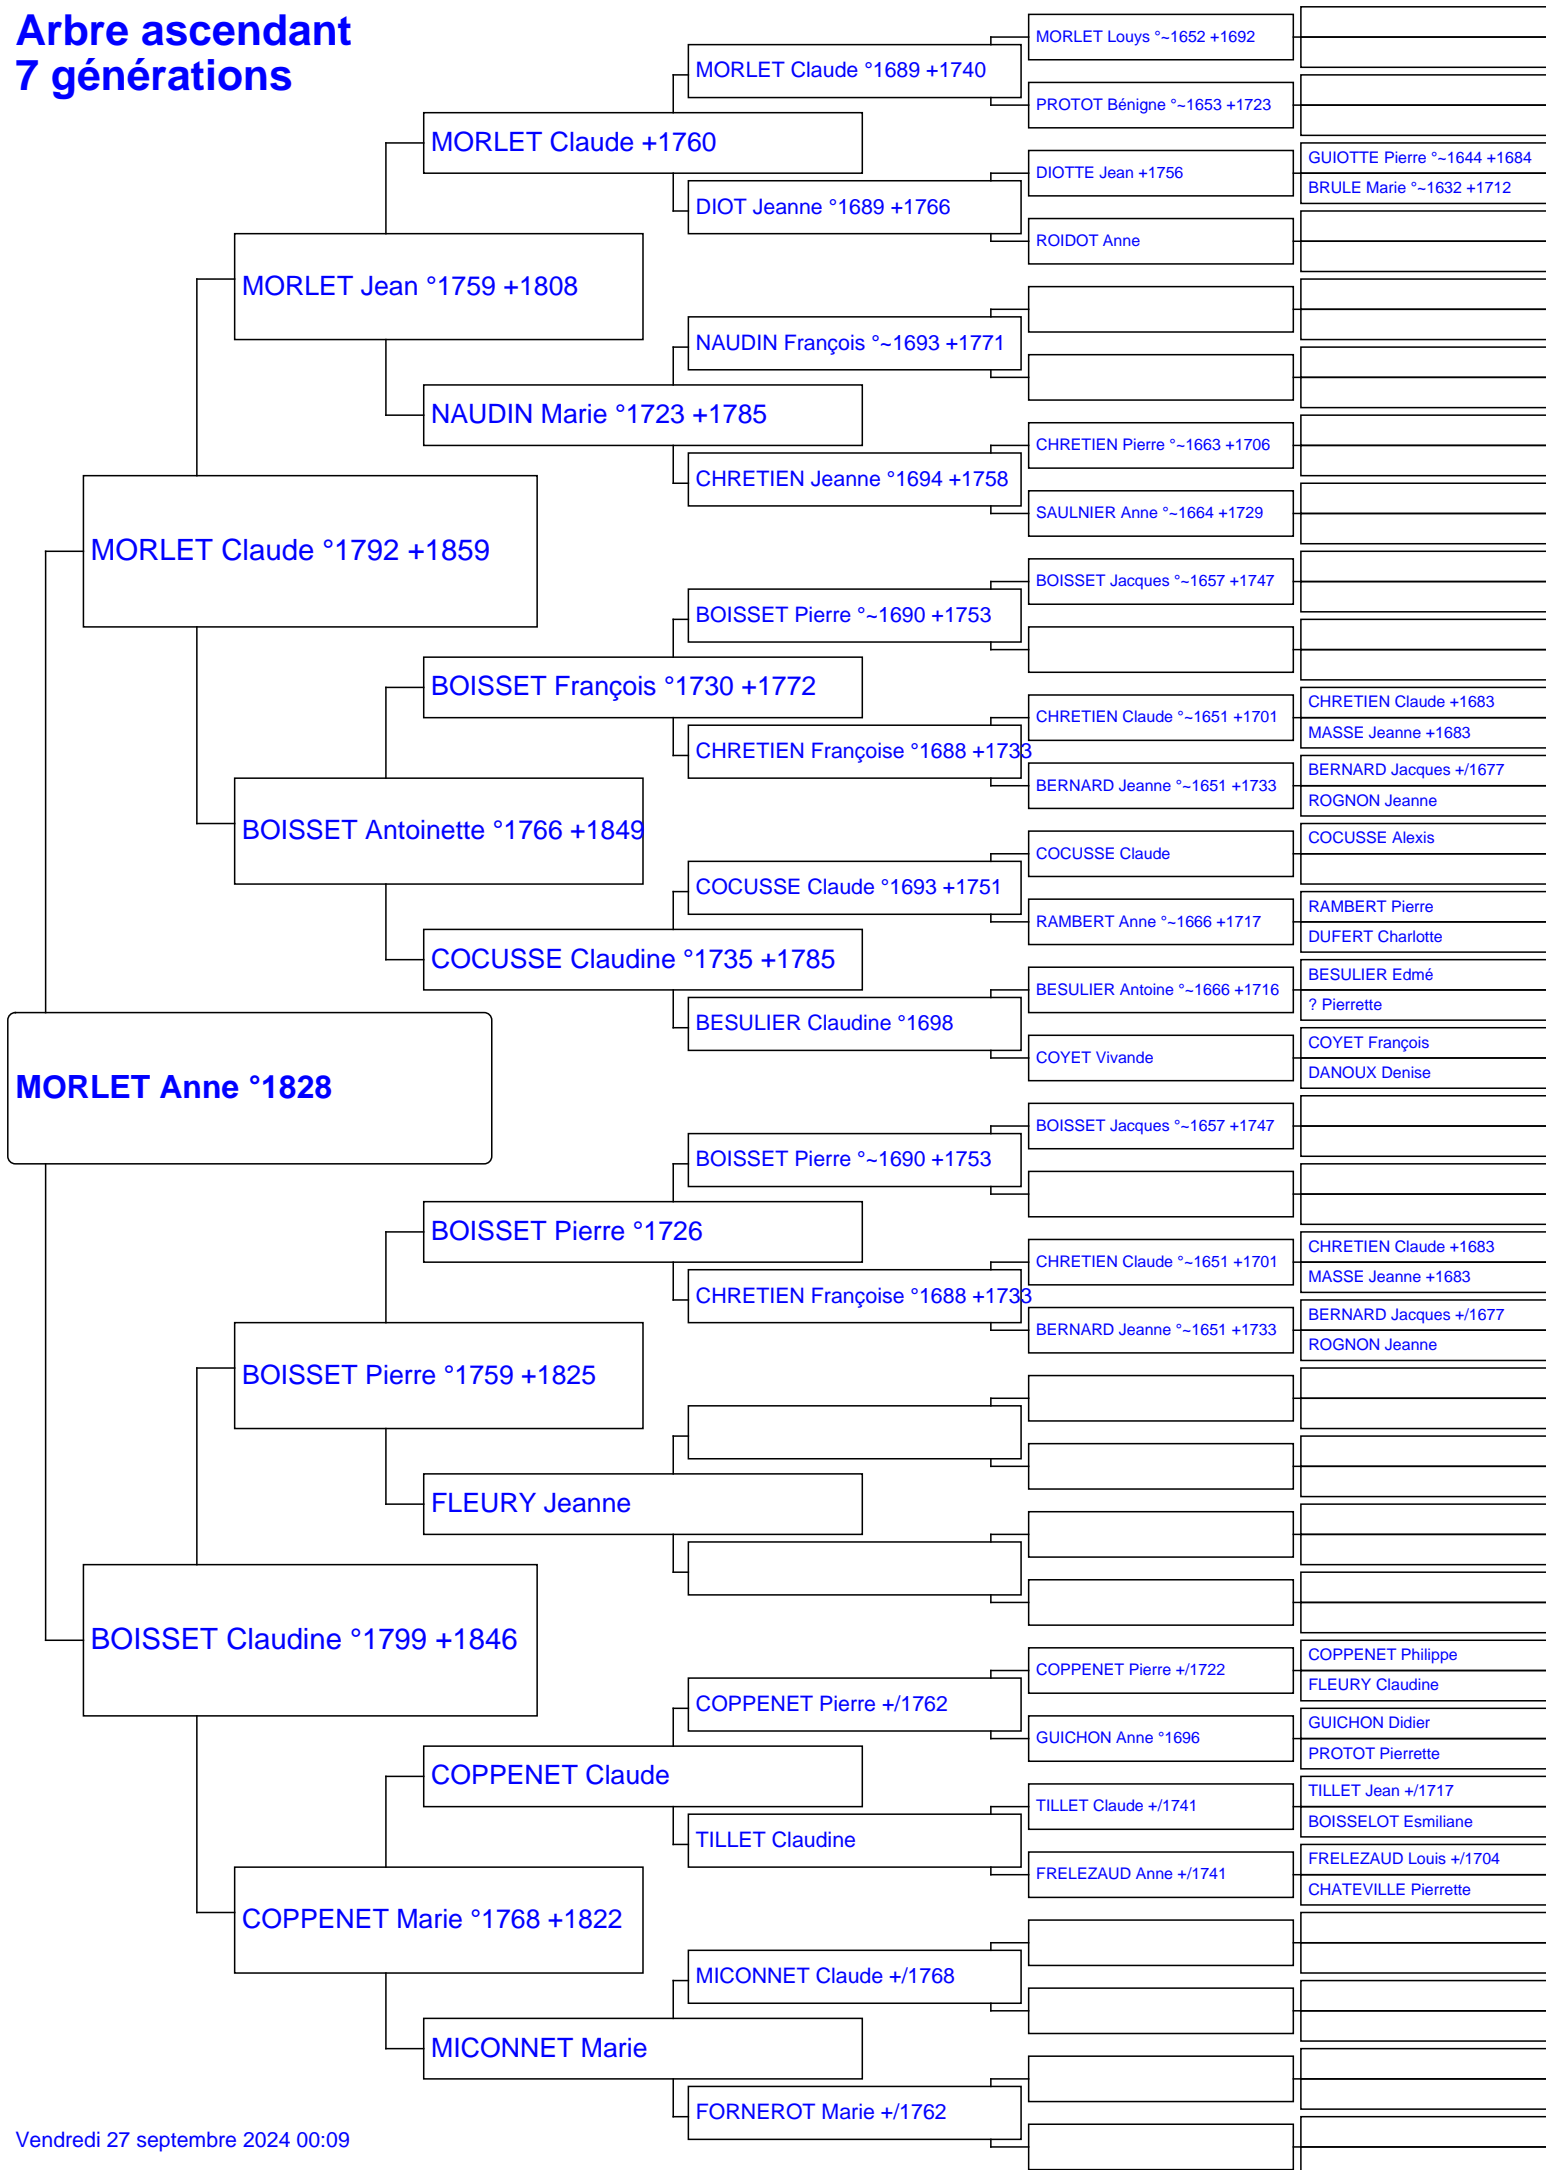 Arbre ascendant
7 générations
MORLET Anne °1828
MORLET Claude °1792 +1859
BOISSET Claudine °1799 +1846
MORLET Jean °1759 +1808
BOISSET Antoinette °1766 +1849
BOISSET Pierre °1759 +1825
COPPENET Marie °1768 +1822
MORLET Claude +1760
NAUDIN Marie °1723 +1785
BOISSET François °1730 +1772
COCUSSE Claudine °1735 +1785
BOISSET Pierre °1726
FLEURY Jeanne
COPPENET Claude
MICONNET Marie
MORLET Claude °1689 +1740
DIOT Jeanne °1689 +1766
NAUDIN François °~1693 +1771
CHRETIEN Jeanne °1694 +1758
BOISSET Pierre °~1690 +1753
CHRETIEN Françoise °1688 +1733
COCUSSE Claude °1693 +1751
BESULIER Claudine °1698
BOISSET Pierre °~1690 +1753
CHRETIEN Françoise °1688 +1733
COPPENET Pierre +/1762
TILLET Claudine
MICONNET Claude +/1768
FORNEROT Marie +/1762
MORLET Louys °~1652 +1692
PROTOT Bénigne °~1653 +1723
DIOTTE Jean +1756
ROIDOT Anne
CHRETIEN Pierre °~1663 +1706
SAULNIER Anne °~1664 +1729
BOISSET Jacques °~1657 +1747
CHRETIEN Claude °~1651 +1701
BERNARD Jeanne °~1651 +1733
COCUSSE Claude
RAMBERT Anne °~1666 +1717
BESULIER Antoine °~1666 +1716
COYET Vivande
BOISSET Jacques °~1657 +1747
CHRETIEN Claude °~1651 +1701
BERNARD Jeanne °~1651 +1733
COPPENET Pierre +/1722
GUICHON Anne °1696
TILLET Claude +/1741
FRELEZAUD Anne +/1741
GUIOTTE Pierre °~1644 +1684
BRULE Marie °~1632 +1712
CHRETIEN Claude +1683
MASSE Jeanne +1683
BERNARD Jacques +/1677
ROGNON Jeanne
COCUSSE Alexis
RAMBERT Pierre
DUFERT Charlotte
BESULIER Edmé
? Pierrette
COYET François
DANOUX Denise
CHRETIEN Claude +1683
MASSE Jeanne +1683
BERNARD Jacques +/1677
ROGNON Jeanne
COPPENET Philippe
FLEURY Claudine
GUICHON Didier
PROTOT Pierrette
TILLET Jean +/1717
BOISSELOT Esmiliane
FRELEZAUD Louis +/1704
CHATEVILLE Pierrette
Vendredi 27 septembre 2024 00:09